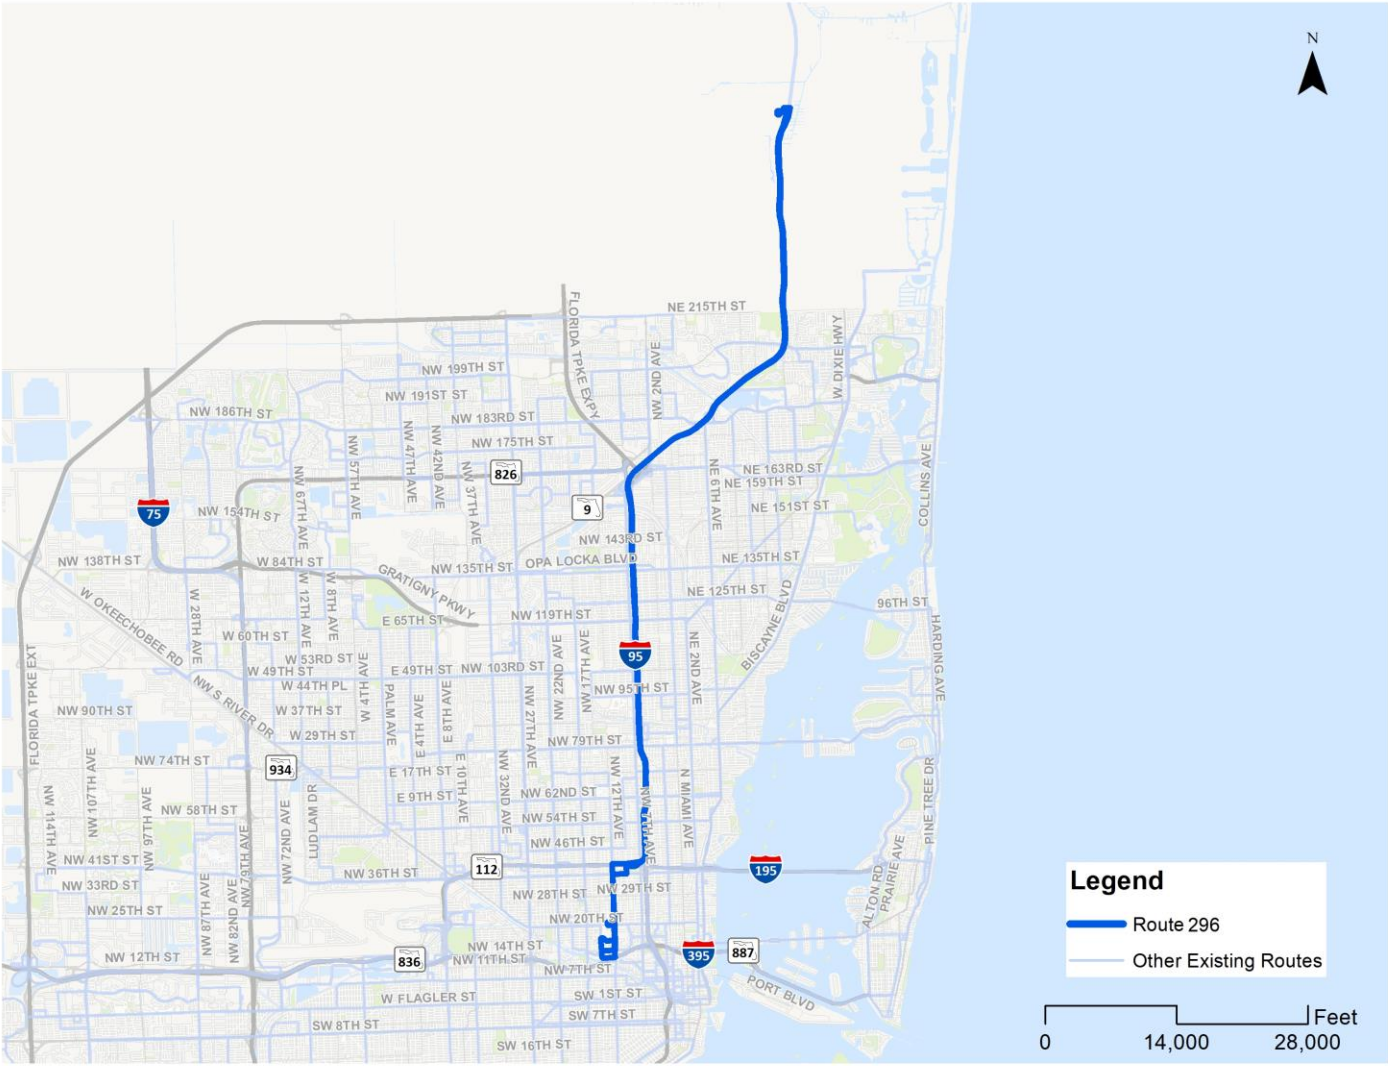 N
NE 215TH ST
FLORIDA TPKE EXPY
NW 2ND AVE
W DIXIE HWY
NW 199TH ST
NW 191ST ST
NW 186TH ST
NW 183RD ST
NW 175TH ST
NW 57TH AVE
NW 47TH AVE
NW 42ND AVE
NW 37TH AVE
826
NE 163RD ST
NE 159TH ST
NE 6TH AVE
COLLINS AVE
NW 67TH AVE
75
NW 154TH ST
9
NE 151ST ST
NW 143RD ST
NW 138TH ST
W 84TH ST
GRATIGNY PKWY
NW 135TH ST
OPA LOCKA BLVD
NE 135TH ST
W OKEECHOBEE RD
W 28TH AVE
W 12TH AVE
W 8TH AVE
NE 125TH ST
BISCAYNE BLVD
96TH ST
E 65TH ST
NW 119TH ST
W 60TH ST
HARDING AVE
FLORIDA TPKE EXT
W 53RD ST
W 49TH ST
E 49TH ST
NW 103RD ST
NW 22ND AVE
NW 17TH AVE
95
NE 2ND AVE
W 44TH PL
W 4TH AVE
NW S RIVER DR
PALM AVE
E 4TH AVE
E 8TH AVE
NW 27TH AVE
NW 95TH ST
NW 90TH ST
W 37TH ST
W 29TH ST
NW 79TH ST
NW 74TH ST
934
E 17TH ST
E 10TH AVE
NW 32ND AVE
NW 12TH AVE
NW 7TH AVE
N MIAMI AVE
PINE TREE DR
NW 114TH AVE
NW 107TH AVE
NW 97TH AVE
E 9TH ST
NW 62ND ST
NW 58TH ST
NW 72ND AVE
LUDLAM DR
NW 54TH ST
NW 79TH AVE
NW 46TH ST
NW 41ST ST
NW 36TH ST
112
195
ALTON RD
PRAIRIE AVE
NW 33RD ST
NW 87TH AVE
NW 82ND AVE
NW 28TH ST
NW 29TH ST
NW 25TH ST
NW 20TH ST
NW 12TH ST
836
NW 14TH ST
NW 11TH ST
NW 7TH ST
395
887
PORT BLVD
W FLAGLER ST
SW 1ST ST
SW 8TH ST
SW 7TH ST
SW 16TH ST
Legend
Route 296
Other Existing Routes
Feet
0 14,000 28,000